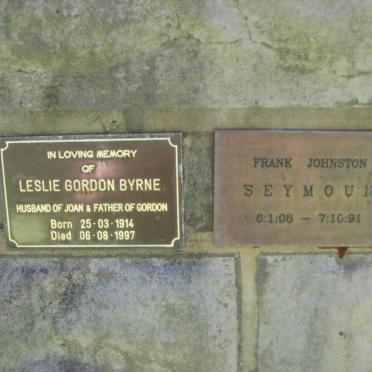 IN LOVING MEMORY
OF
LESLIE GORDON BYRNE
HUSBAND OF JOAN & FATHER OF GORDON
Born 25-03-1914
Died 06-08-1997
FRANK JOHNSTON
SEYMOUR
6:1:08 - 7:10:91